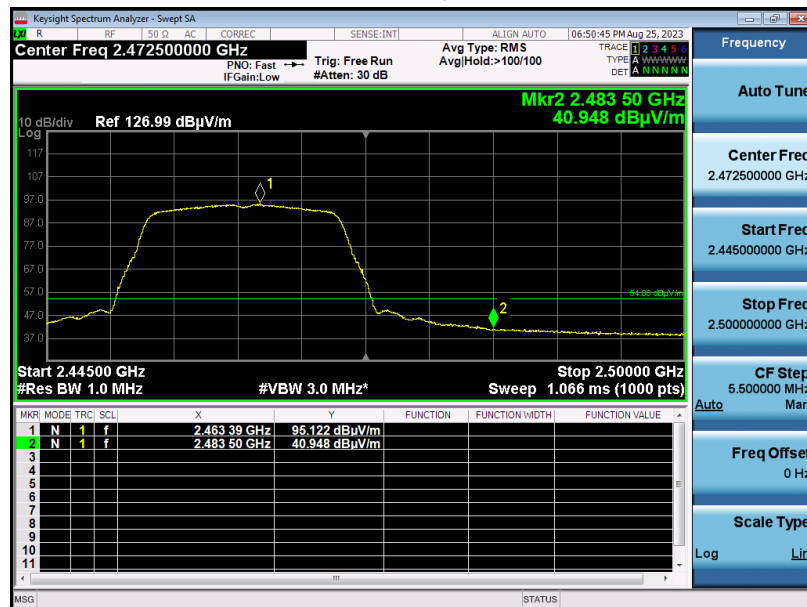 Keysight Spectrum Analyzer - Swept SA
LXI R RF 50 Ω AC CORREC SENSE:INT ALIGN AUTO 06:50:45 PM Aug 25, 2023
Center Freq 2.472500000 GHz
PNO: Fast
IFGain:Low
Trig: Free Run
#Atten: 30 dB
Avg Type: RMS
Avg|Hold:>100/100
TRACE 1 2 3 4 5 6
TYPE A WWWWW
DET A N N N N N
Mkr2 2.483 50 GHz
40.948 dBµV/m
10 dB/div Ref 126.99 dBµV/m
Log
117
107
97.0
87.0
77.0
67.0
57.0
47.0
37.0
1
2
54.00 dBµV/m
Start 2.44500 GHz Stop 2.50000 GHz
#Res BW 1.0 MHz #VBW 3.0 MHz* Sweep 1.066 ms (1000 pts)
MKR MODE TRC SCL X Y FUNCTION FUNCTION WIDTH FUNCTION VALUE
1 N 1 f 2.463 39 GHz 95.122 dBµV/m
2 N 1 f 2.483 50 GHz 40.948 dBµV/m
3
4
5
6
7
8
9
10
11
MSG STATUS
Frequency
Auto Tune
Center Freq
2.472500000 GHz
Start Freq
2.445000000 GHz
Stop Freq
2.500000000 GHz
CF Step
5.500000 MHz
Auto Man
Freq Offset
0 Hz
Scale Type
Log Lin